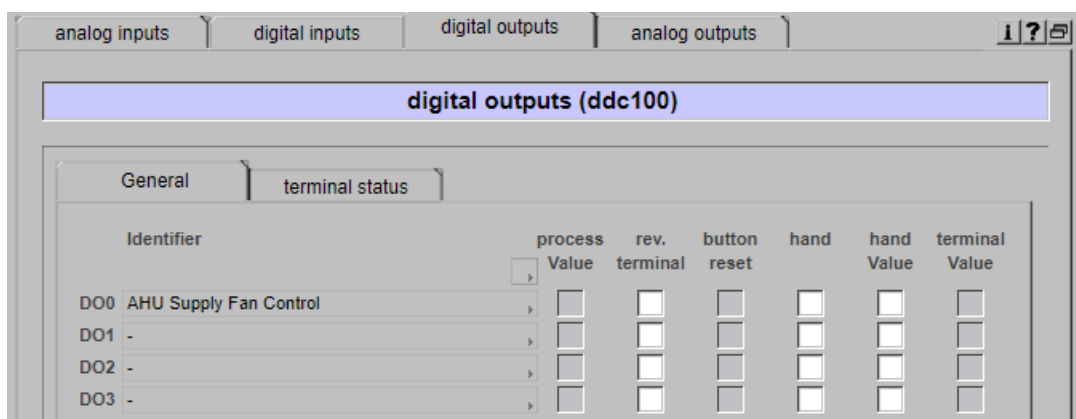 analog inputs digital inputs digital outputs analog outputs i ?
digital outputs (ddc100)
General terminal status
Identifier process Value rev. terminal button reset hand hand Value terminal Value
DO0 AHU Supply Fan Control
DO1 -
DO2 -
DO3 -